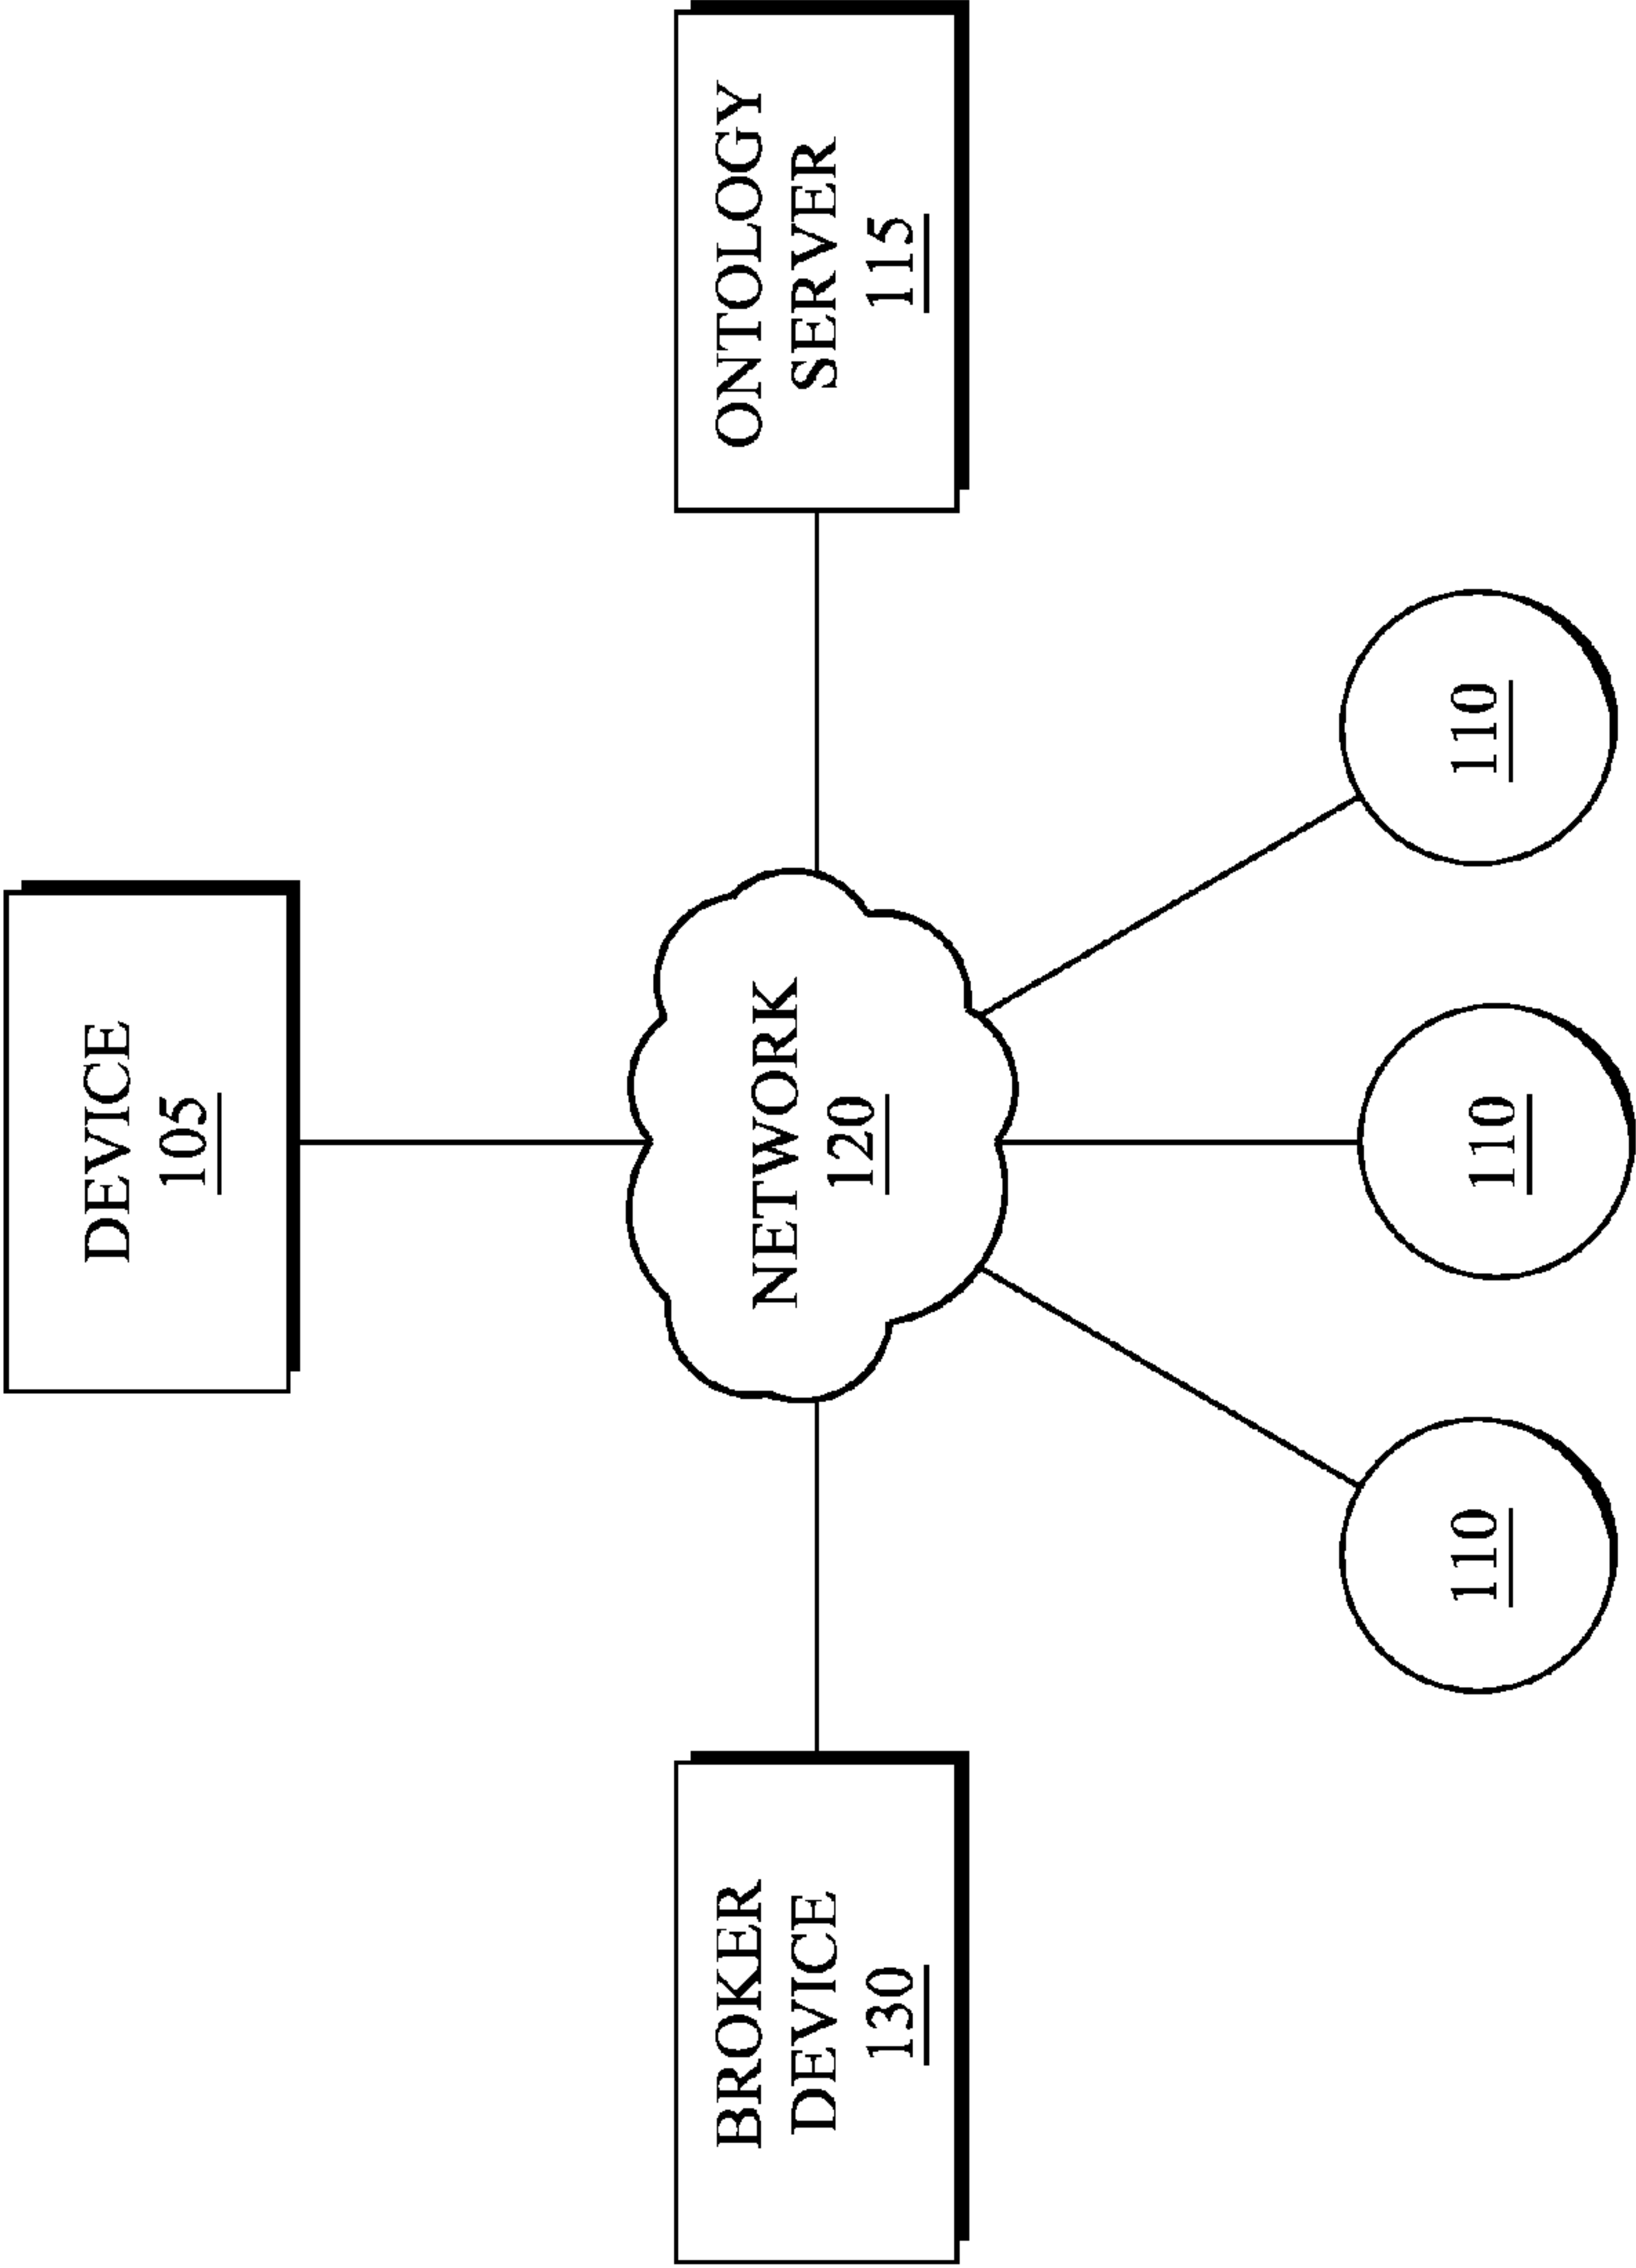 DEVICE
105
BROKER
DEVICE
130
NETWORK
120
ONTOLOGY
SERVER
115
110
110
110